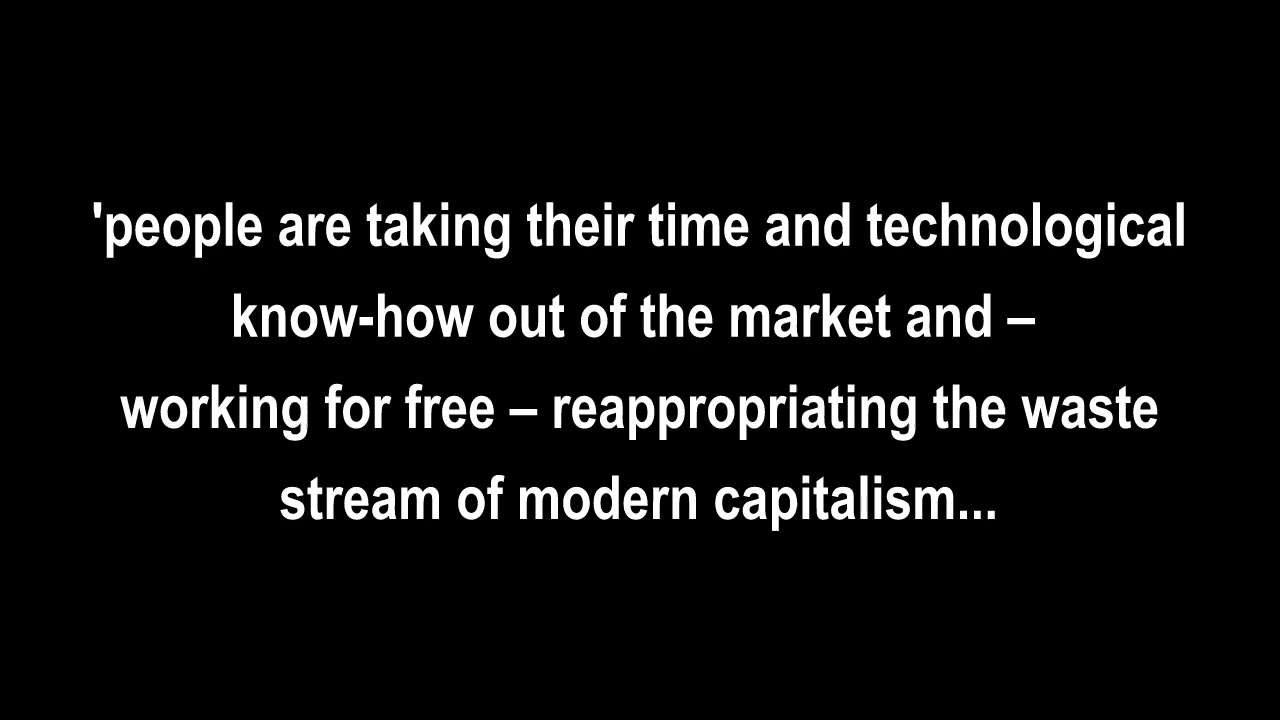 'people are taking their time and technological
know-how out of the market and –
working for free – reappropriating the waste
stream of modern capitalism...